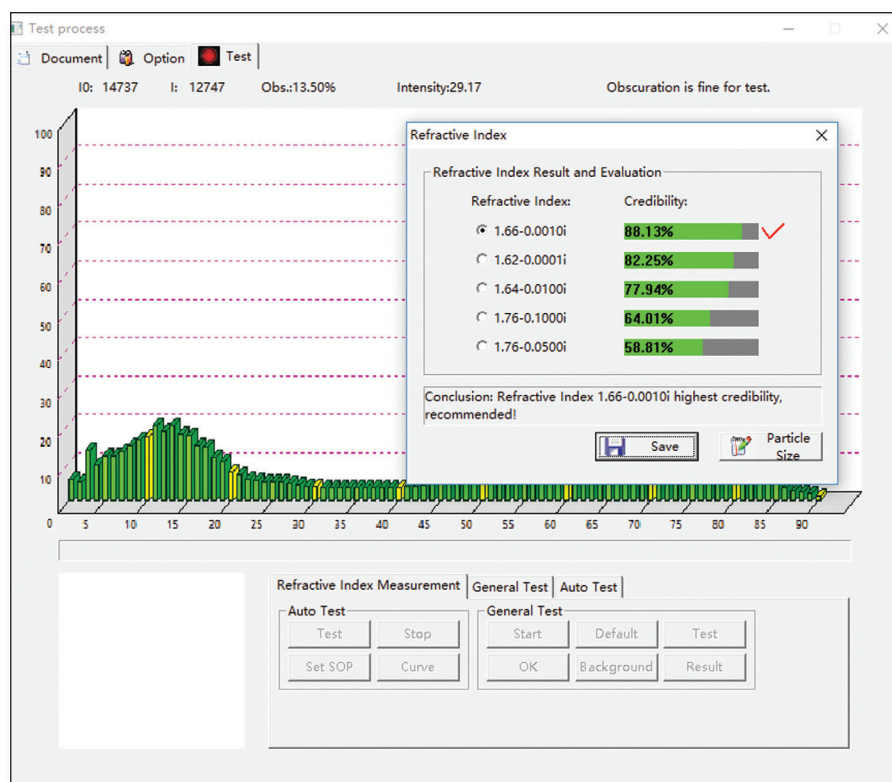 Test process
Document Option Test
I0: 14737 I: 12747 Obs.:13.50% Intensity:29.17 Obscuration is fine for test.
100
90
80
70
60
50
40
30
20
10
0 5 10 15 20 25 30 35 40 45 50 55 60 65 70 75 80 85 90
Refractive Index
Refractive Index Result and Evaluation
Refractive Index: Credibility:
1.66-0.0010i 88.13%
1.62-0.0001i 82.25%
1.64-0.0100i 77.94%
1.76-0.1000i 64.01%
1.76-0.0500i 58.81%
Conclusion: Refractive Index 1.66-0.0010i highest credibility,
recommended!
Save Particle
Size
Refractive Index Measurement General Test Auto Test
Auto Test General Test
Test Stop Start Default Test
Set SOP Curve OK Background Result